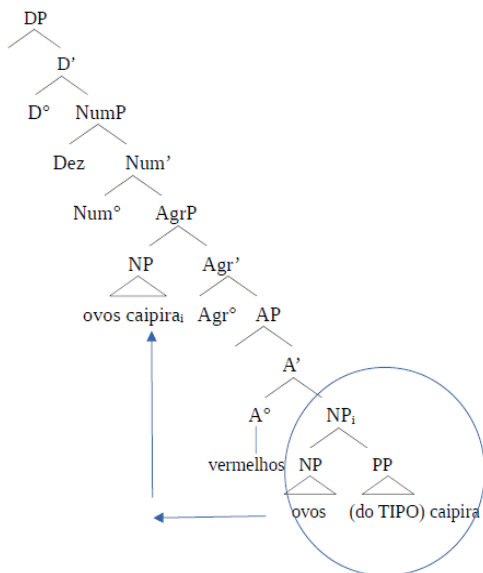 DP
D’
D° NumP
Dez Num’
Num° AgrP
NP Agr’
ovos caipiraᵢ Agr° AP
A’
A° NPᵢ
vermelhos NP PP
ovos (do TIPO) caipira